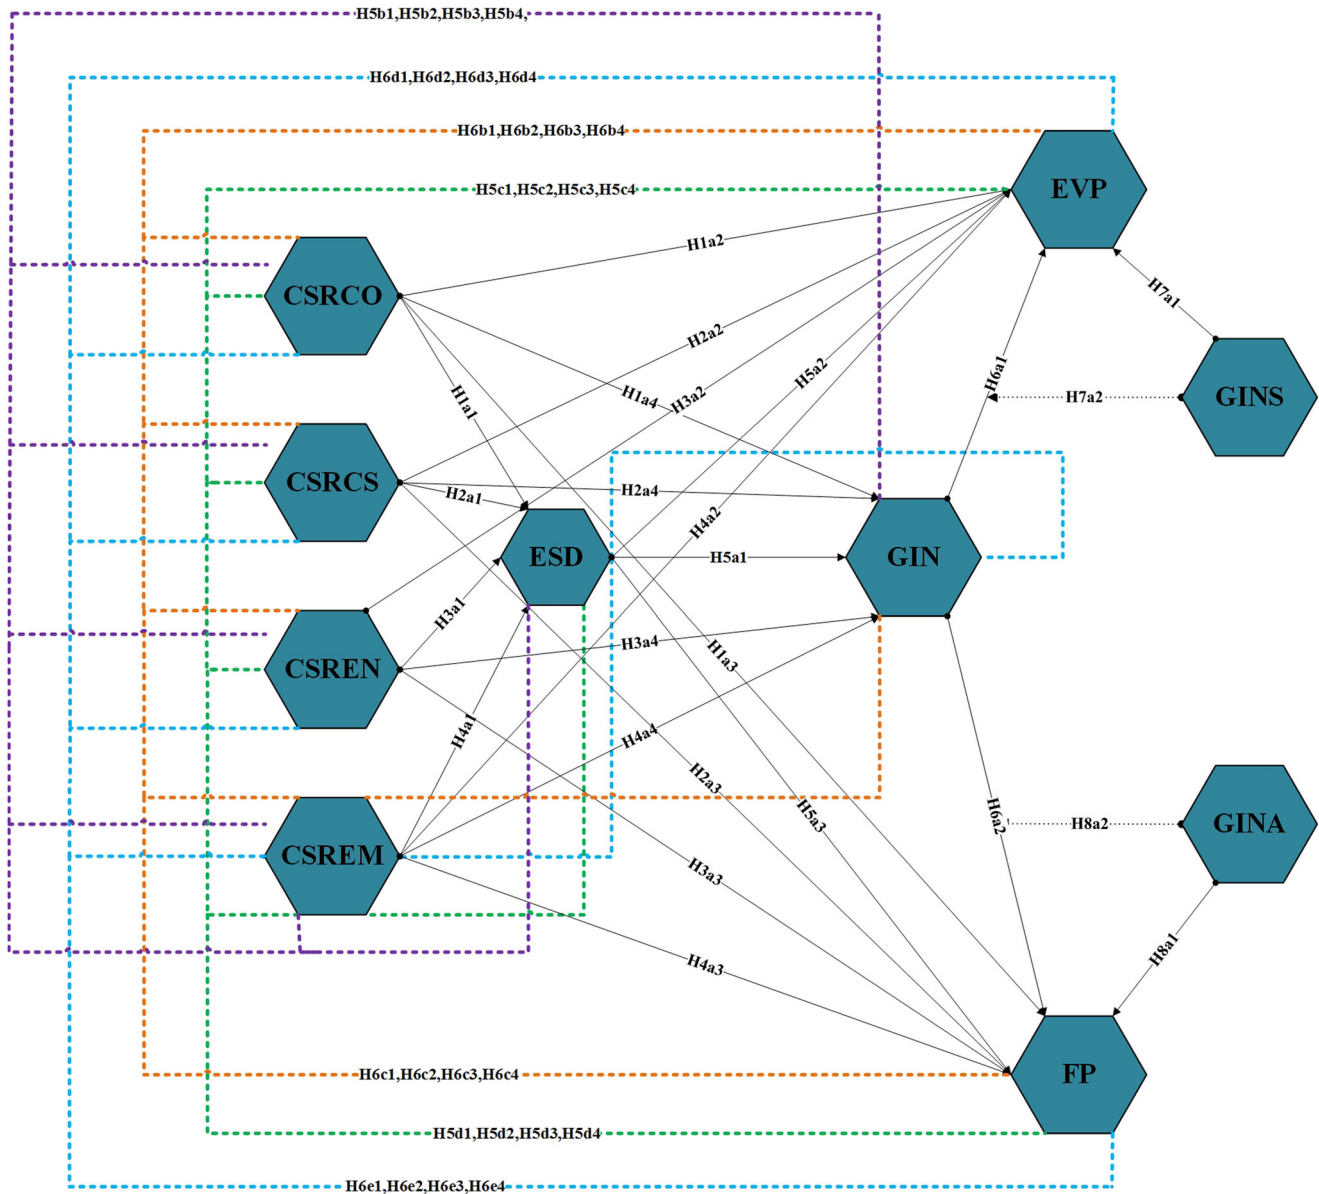 H5b1,H5b2,H5b3,H5b4,
H6d1,H6d2,H6d3,H6d4
H6b1,H6b2,H6b3,H6b4
H5c1,H5c2,H5c3,H5c4
EVP
H1a2
CSRCO
H7a1
H2a2
H5a2
H6a1
H1a1
H1a4
H3a2
H7a2
GINS
CSRCS
H2a1
H2a4
H4a2
ESD
H5a1
GIN
H3a1
H3a4
H1a3
CSREN
H4a1
H4a4
H2a3
H5a3
H6a2
H8a2
GINA
CSREM
H3a3
H8a1
H4a3
H6c1,H6c2,H6c3,H6c4
FP
H5d1,H5d2,H5d3,H5d4
H6e1,H6e2,H6e3,H6e4